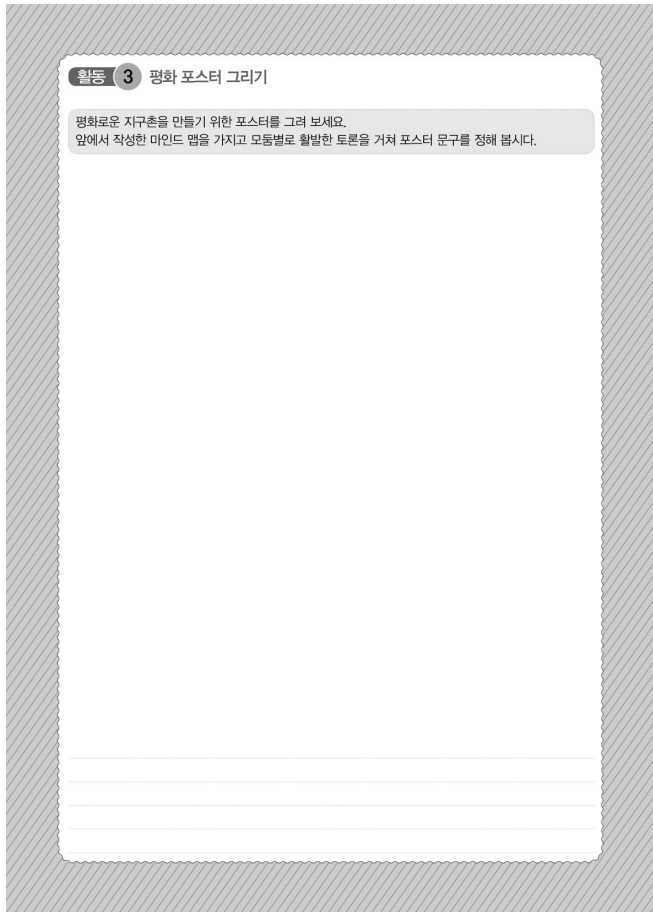 활동 3 평화 포스터 그리기
평화로운 지구촌을 만들기 위한 포스터를 그려 보세요.
앞에서 작성한 마인드 맵을 가지고 모둠별로 활발한 토론을 거쳐 포스터 문구를 정해 봅시다.